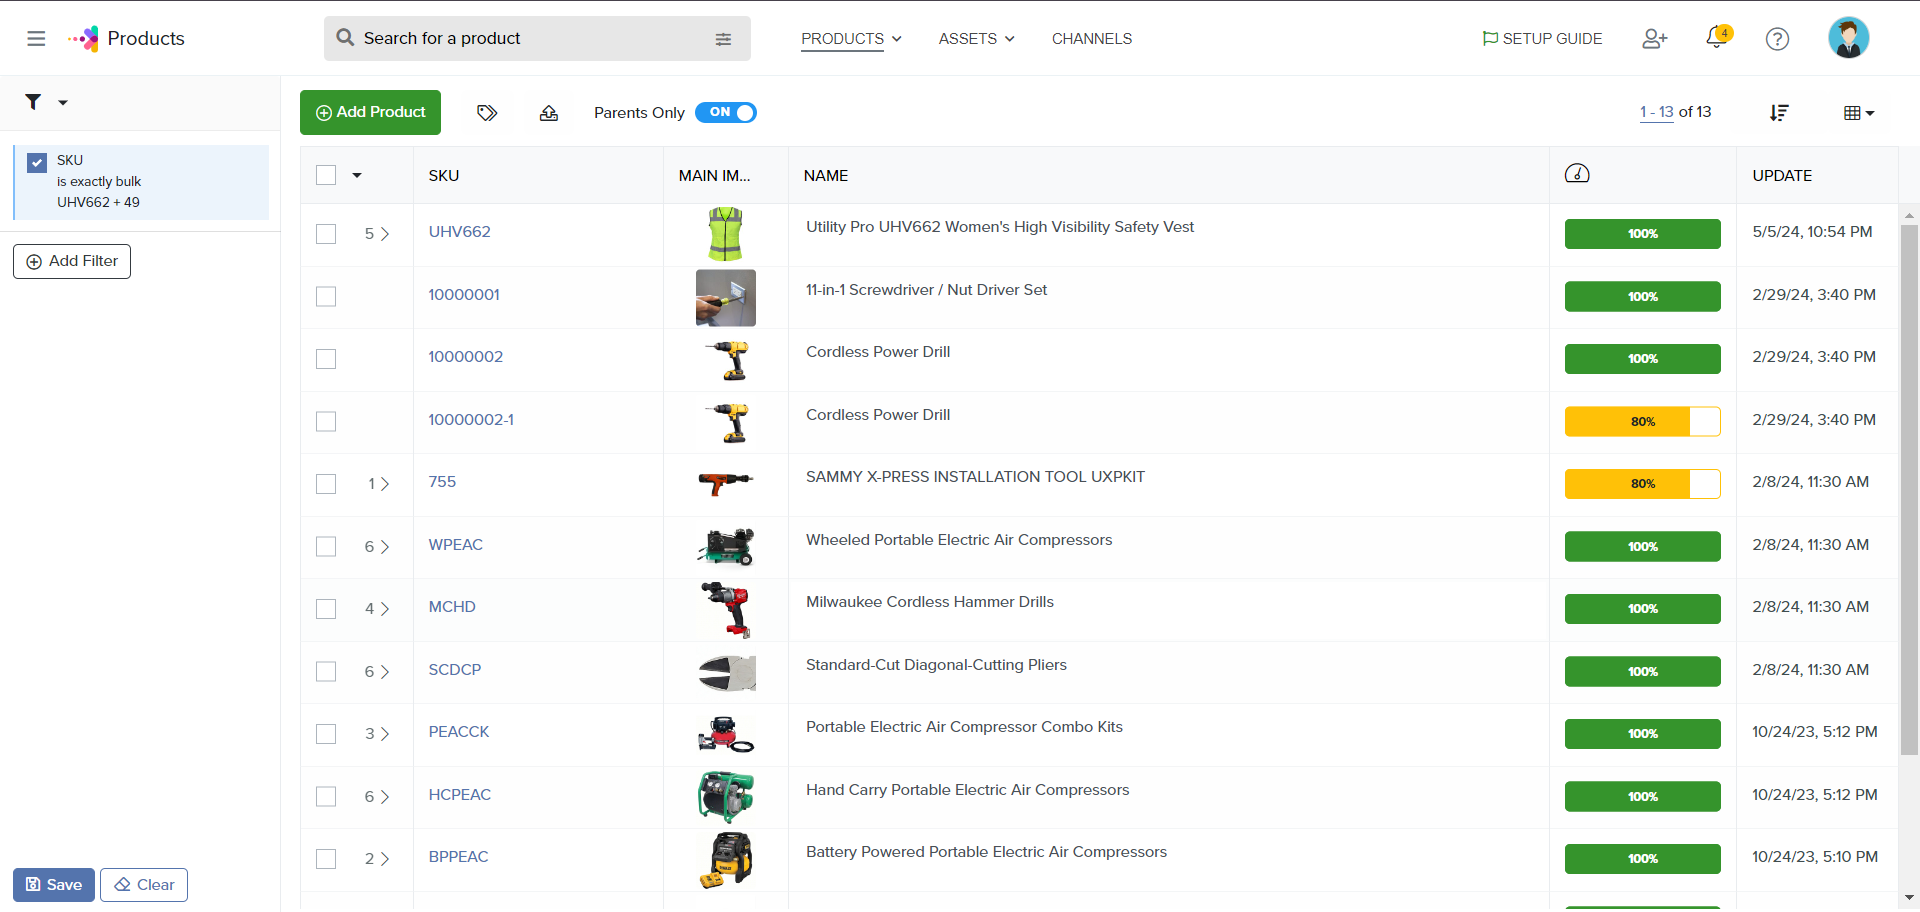 Products
Search for a product
PRODUCTS
ASSETS
CHANNELS
SETUP GUIDE
4
Add Product
Parents Only
ON
1 - 13 of 13
SKU
is exactly bulk
UHV662 + 49
Add Filter
SKU
MAIN IM...
NAME
UPDATE
5 UHV662 Utility Pro UHV662 Women's High Visibility Safety Vest 100% 5/5/24, 10:54 PM
10000001 11-in-1 Screwdriver / Nut Driver Set 100% 2/29/24, 3:40 PM
10000002 Cordless Power Drill 100% 2/29/24, 3:40 PM
10000002-1 Cordless Power Drill 80% 2/29/24, 3:40 PM
1 755 SAMMY X-PRESS INSTALLATION TOOL UXPKIT 80% 2/8/24, 11:30 AM
6 WPEAC Wheeled Portable Electric Air Compressors 100% 2/8/24, 11:30 AM
4 MCHD Milwaukee Cordless Hammer Drills 100% 2/8/24, 11:30 AM
6 SCDCP Standard-Cut Diagonal-Cutting Pliers 100% 2/8/24, 11:30 AM
3 PEACCK Portable Electric Air Compressor Combo Kits 100% 10/24/23, 5:12 PM
6 HCPEAC Hand Carry Portable Electric Air Compressors 100% 10/24/23, 5:12 PM
2 BPPEAC Battery Powered Portable Electric Air Compressors 100% 10/24/23, 5:10 PM
Save
Clear